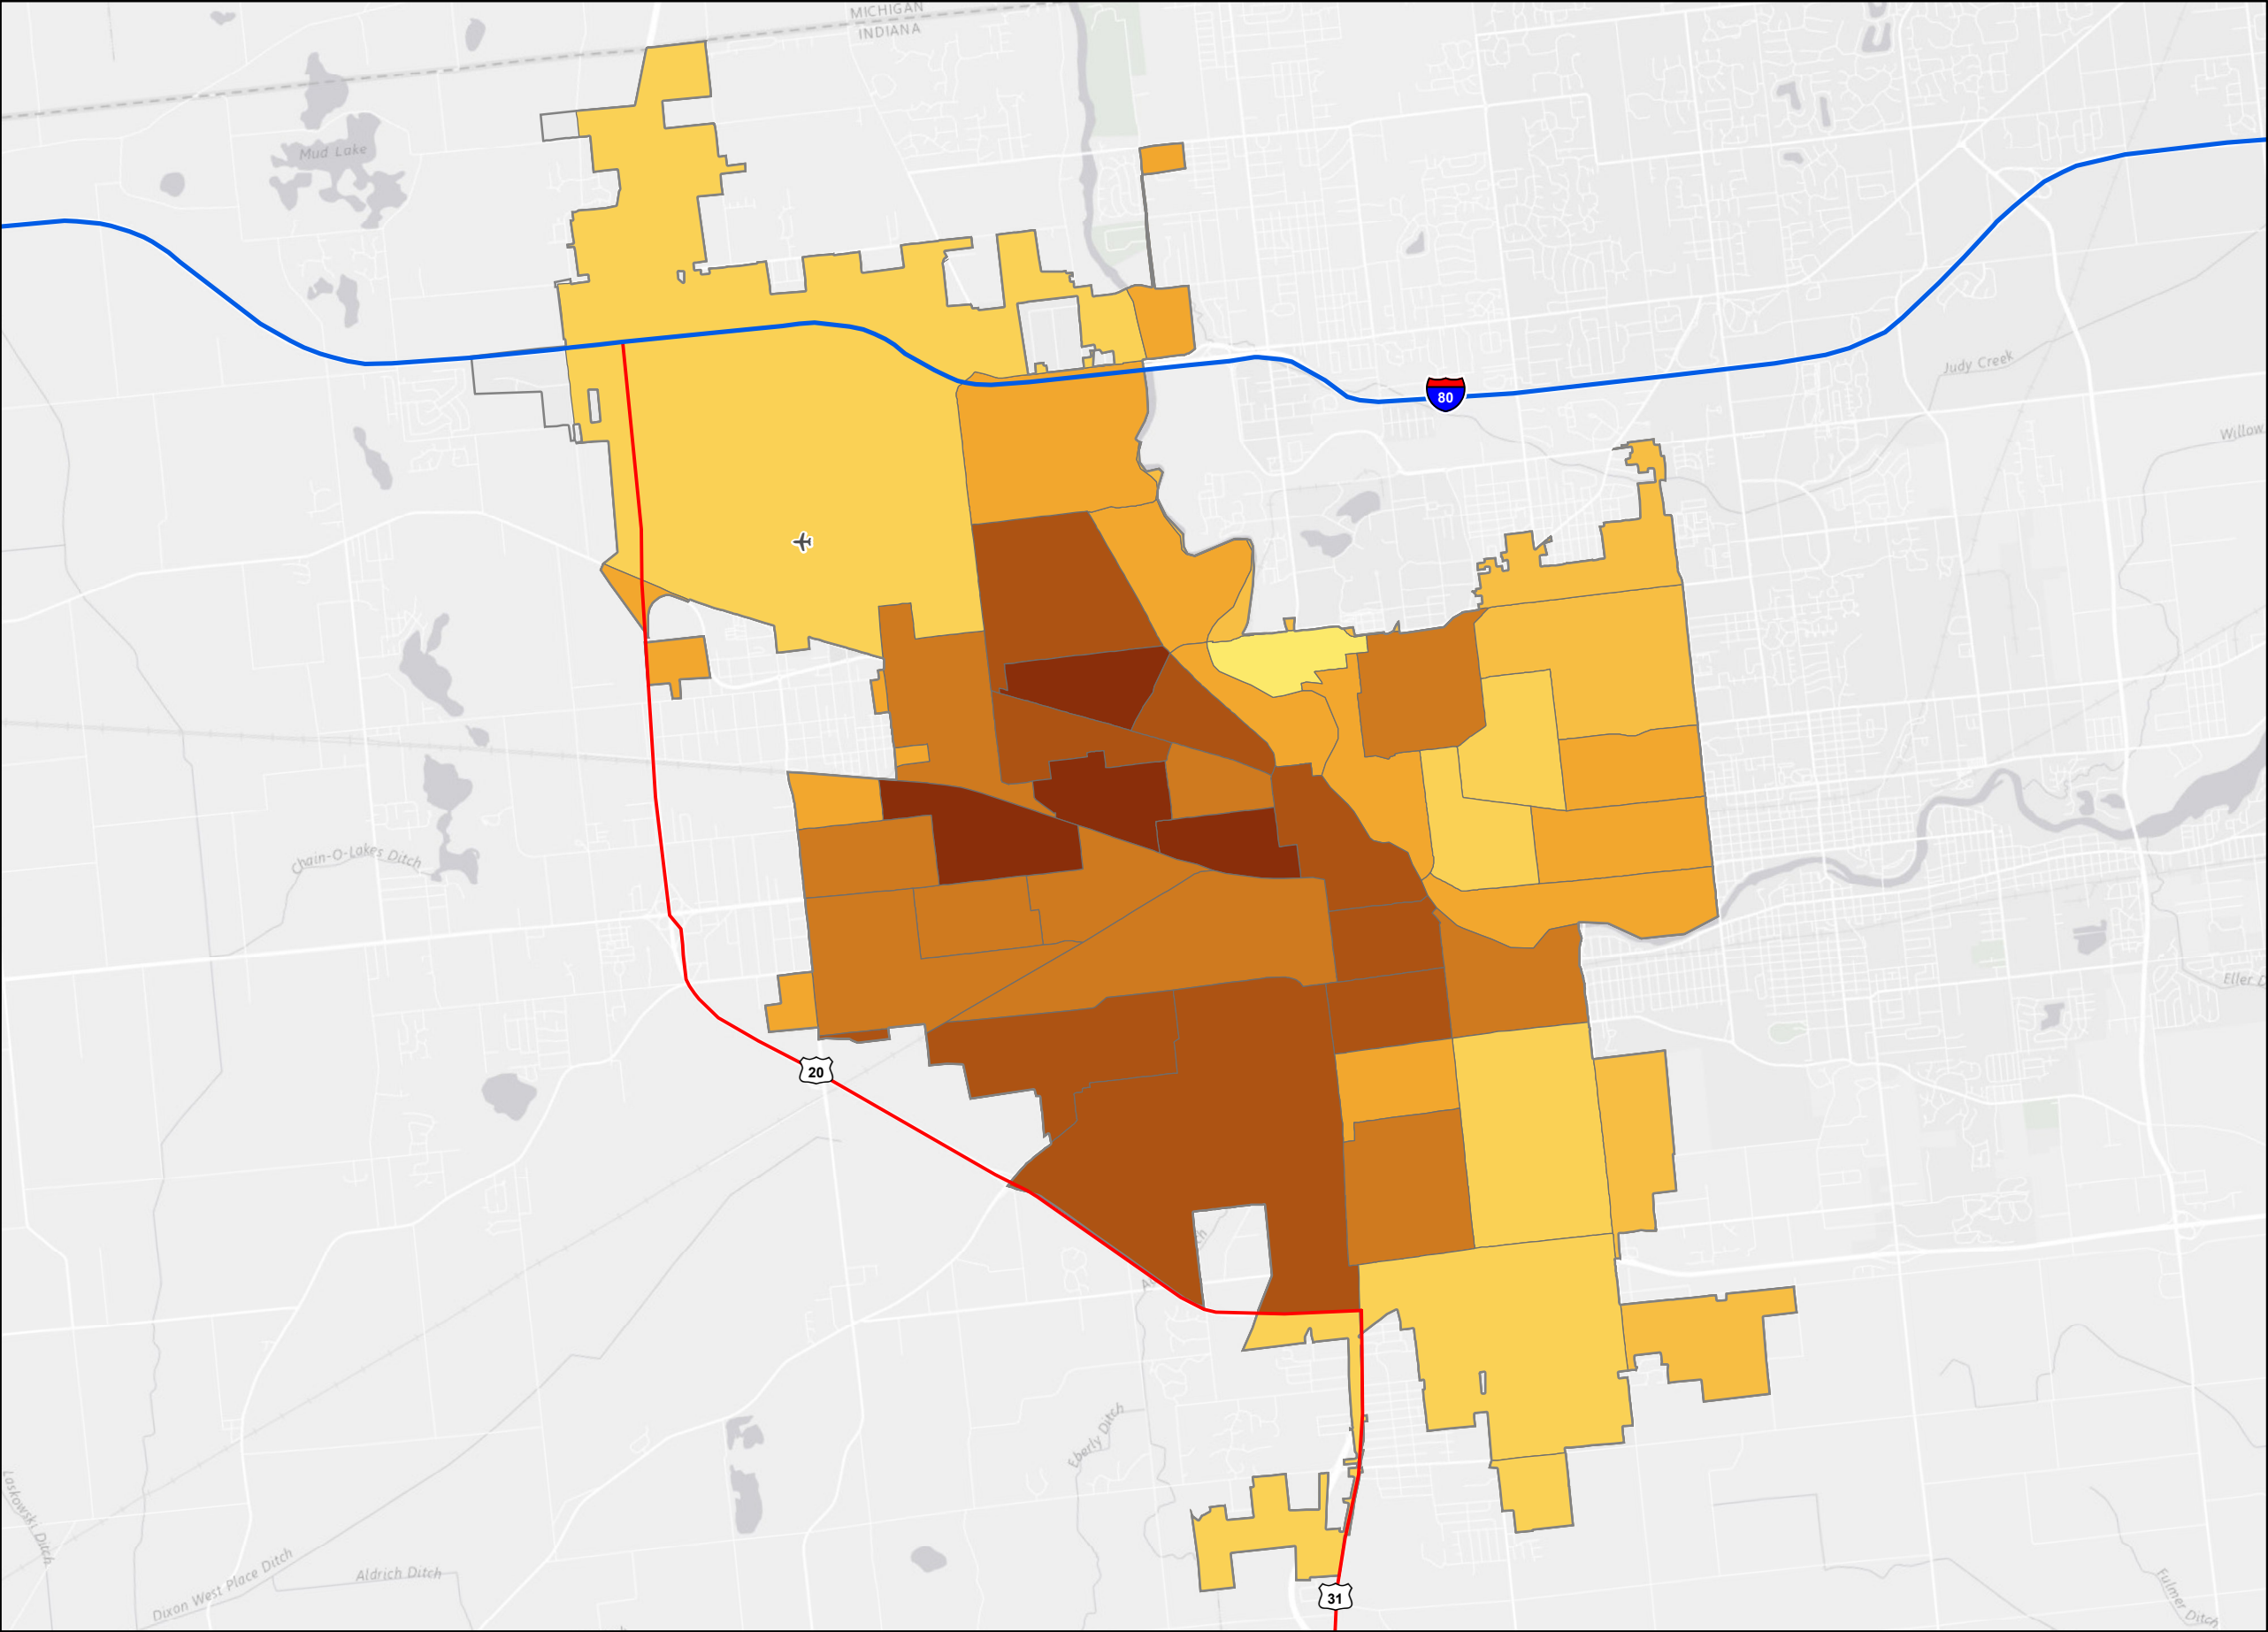 MICHIGAN
INDIANA
Mud Lake
Judy Creek
80
Willow
Chain-O-Lakes Ditch
Eller D
20
Eberly Ditch
Laskowski Ditch
Dixon West Place Ditch
Aldrich Ditch
31
Fulmer Ditch